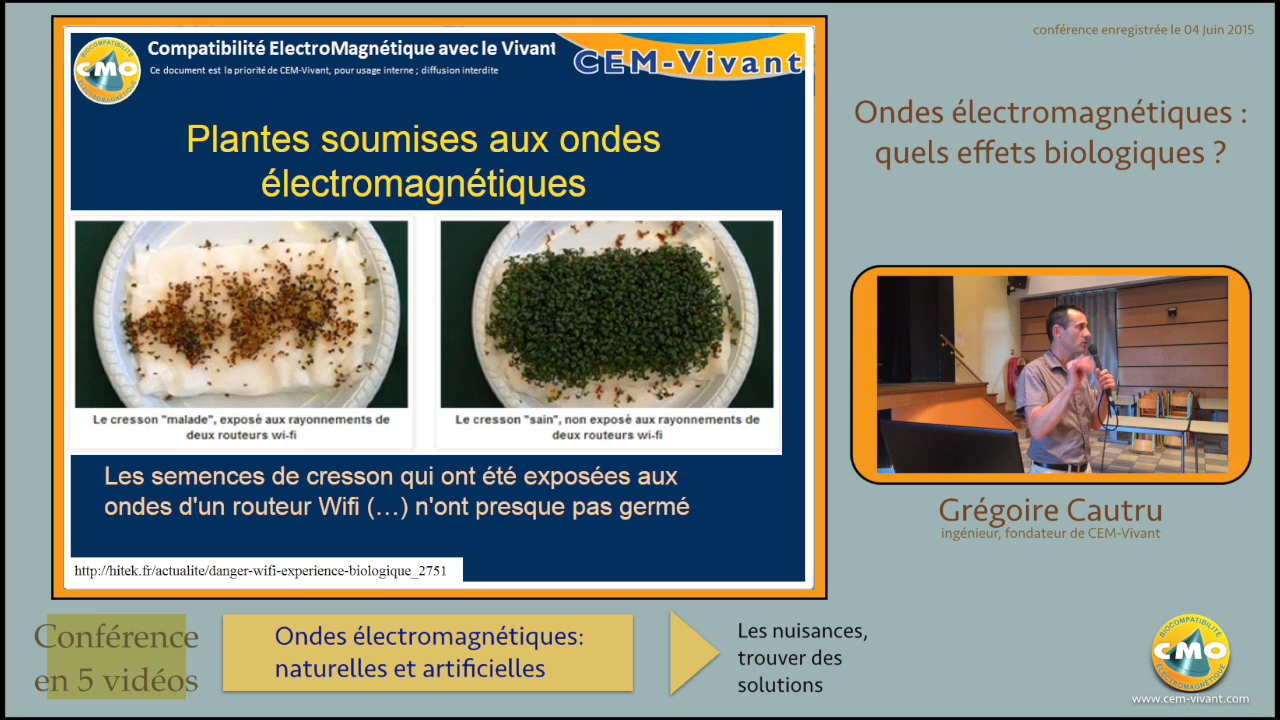 conférence enregistrée le 04 Juin 2015
BIOCOMPATIBILITÉ
CMO
ELECTROMAGNÉTIQUE
Compatibilité ElectroMagnétique avec le Vivant
Ce document est la priorité de CEM-Vivant, pour usage interne ; diffusion interdite
CEM-Vivant
Plantes soumises aux ondes
électromagnétiques
Le cresson "malade", exposé aux rayonnements de
deux routeurs wi-fi
Le cresson "sain", non exposé aux rayonnements de
deux routeurs wi-fi
Les semences de cresson qui ont été exposées aux
ondes d'un routeur Wifi (…) n'ont presque pas germé
http://hitek.fr/actualite/danger-wifi-experience-biologique_2751
Ondes électromagnétiques :
quels effets biologiques ?
Grégoire Cautru
ingénieur, fondateur de CEM-Vivant
Conférence
en 5 vidéos
Ondes électromagnétiques:
naturelles et artificielles
Les nuisances,
trouver des
solutions
BIOCOMPATIBILITÉ
CMO
ELECTROMAGNÉTIQUE
www.cem-vivant.com